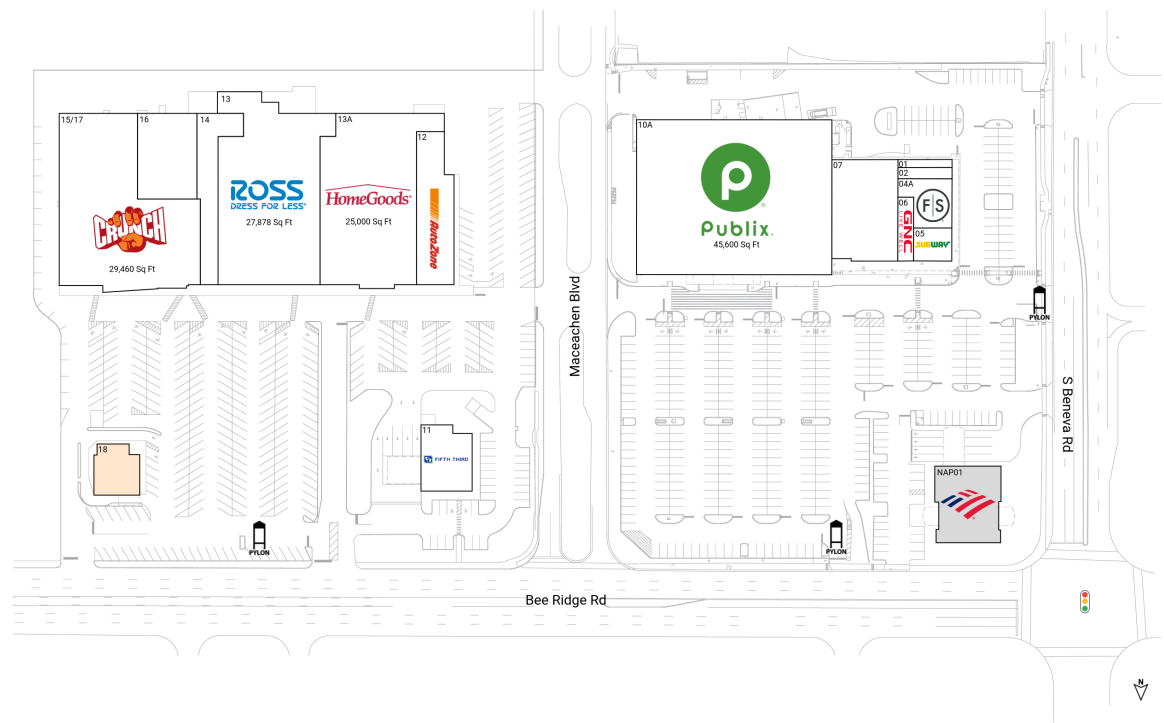 13
15/17
16
14
13A
12
CRUNCH
29,460 Sq Ft
ROSS
DRESS FOR LESS®
27,878 Sq Ft
HomeGoods®
25,000 Sq Ft
AutoZone
Maceachen Blvd
10A
Publix
45,600 Sq Ft
07
01
02
04A
F|S
06
GNC
LIVE WELL
05
SUBWAY
PYLON
S Beneva Rd
18
11
FIFTH THIRD
NAP01
PYLON
PYLON
Bee Ridge Rd
N